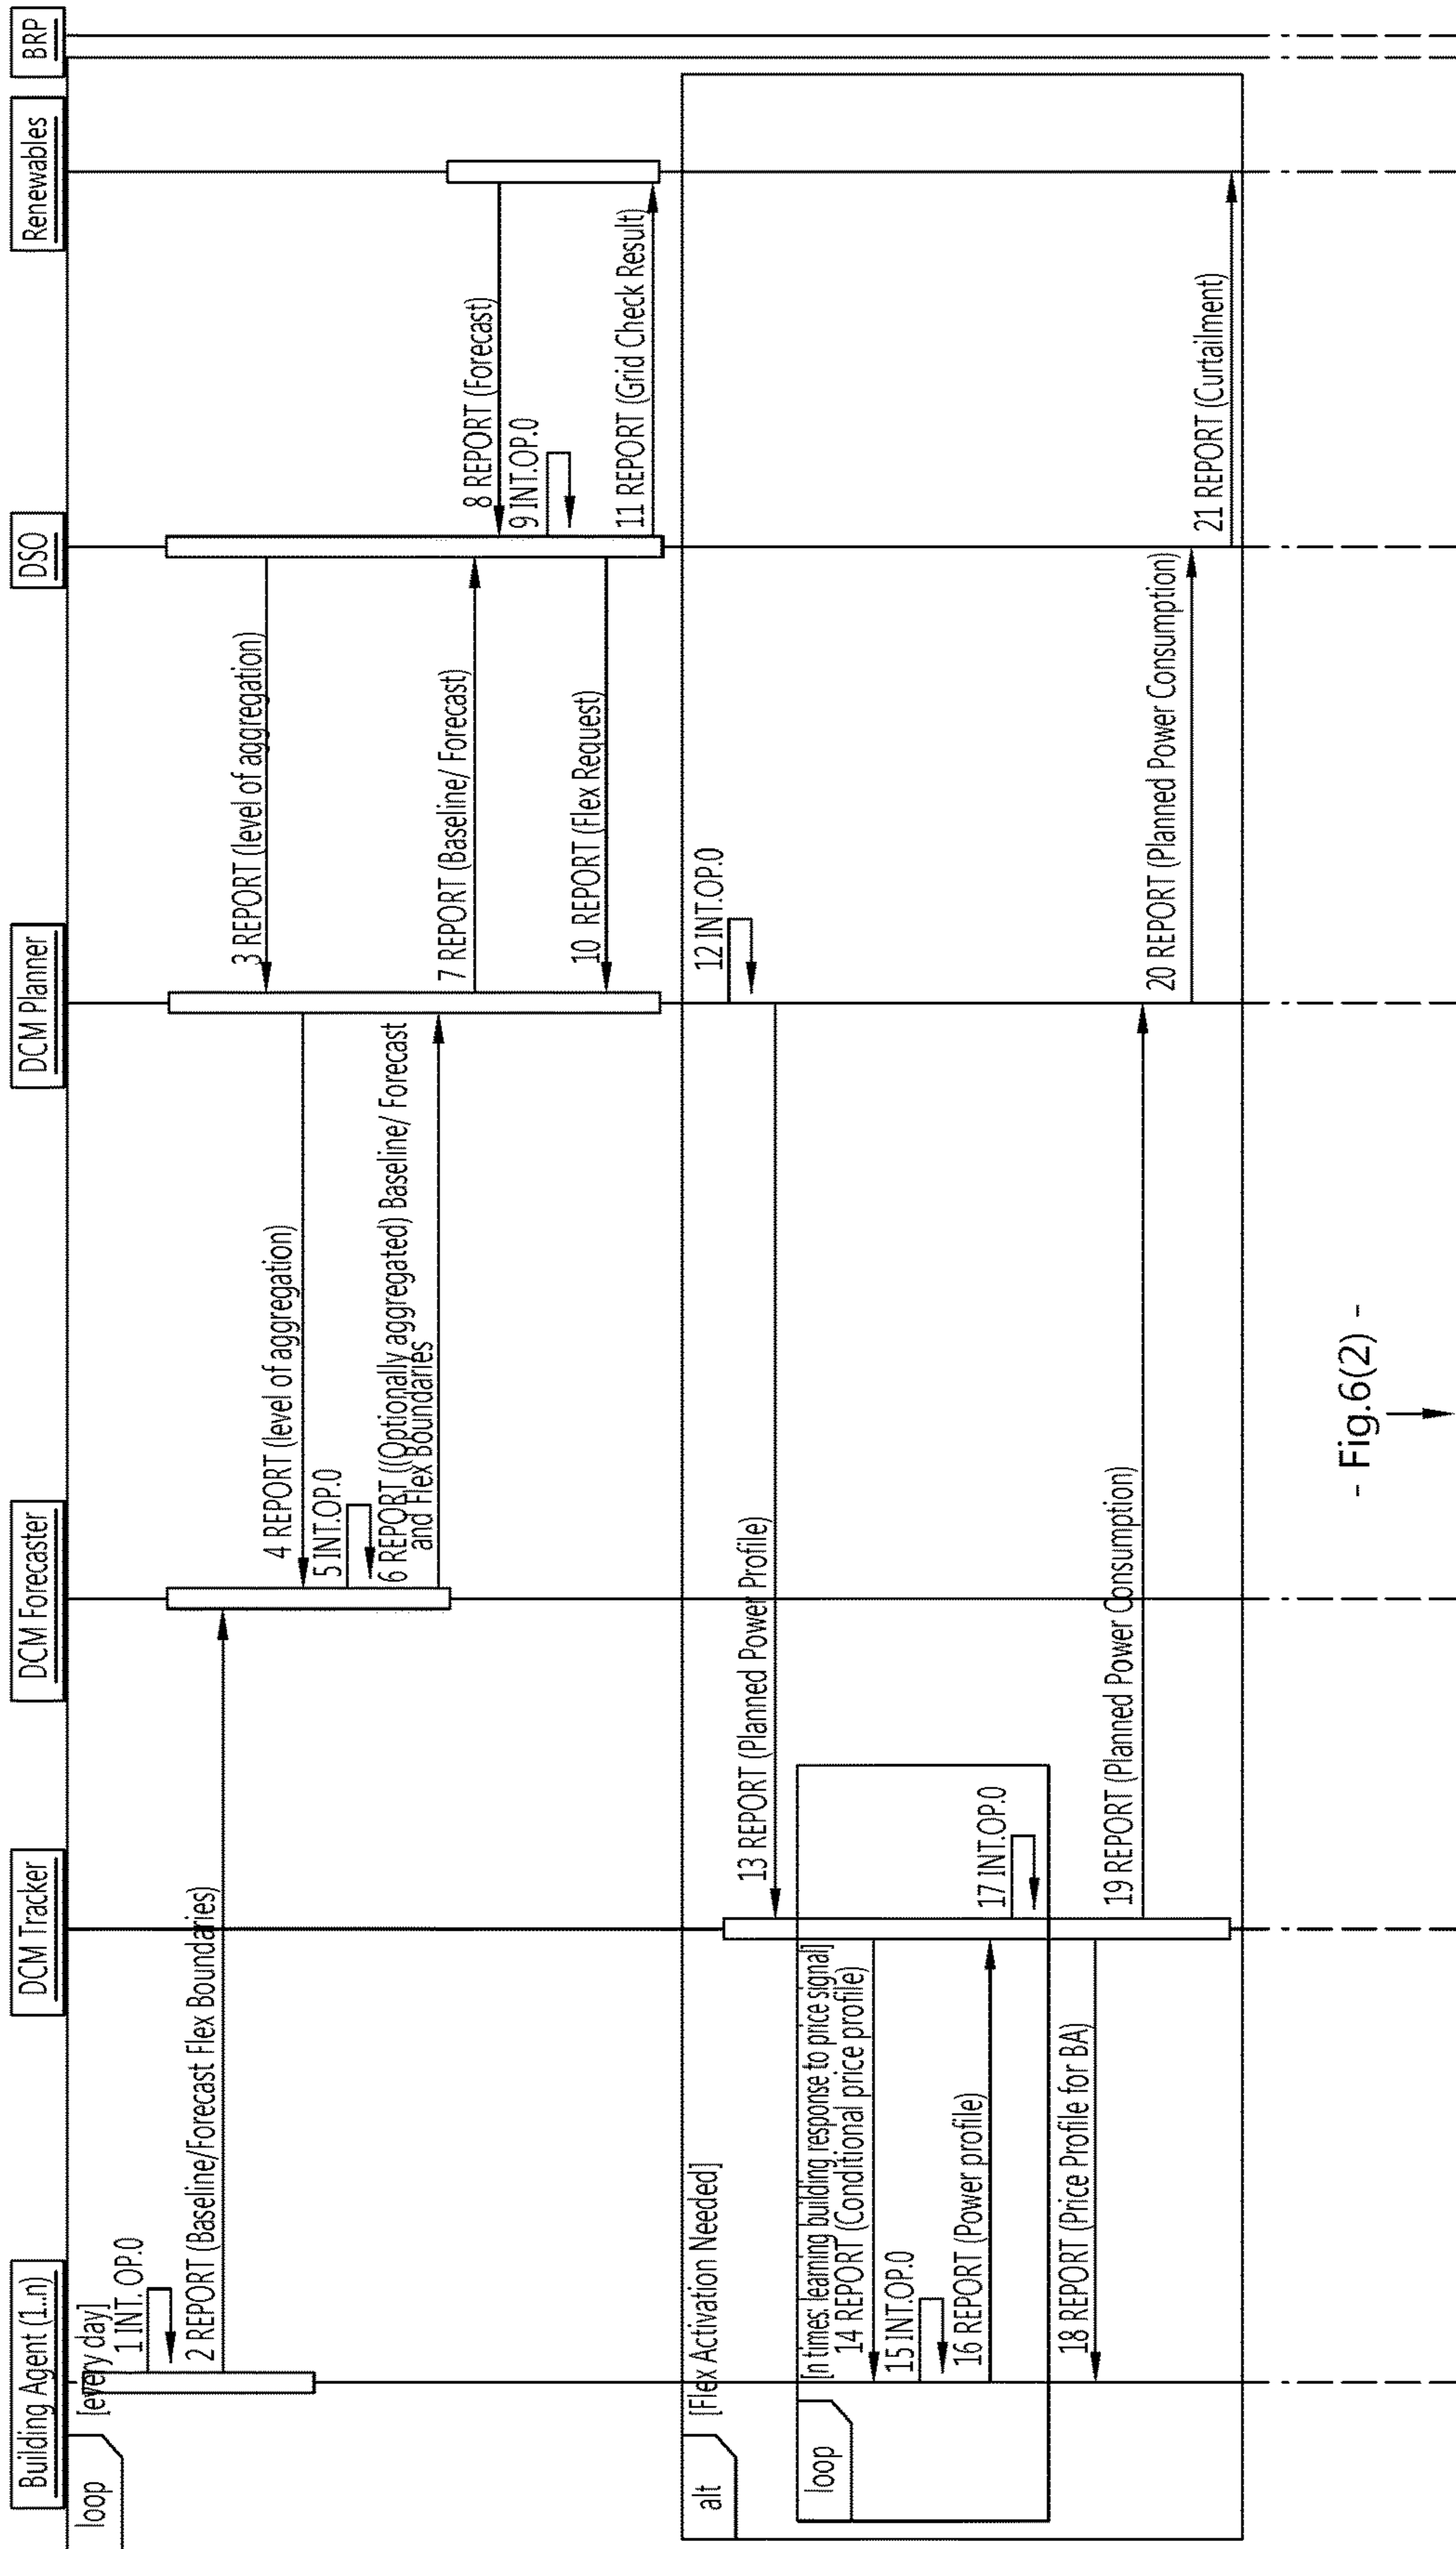 Building Agent (1..n)
DCM Tracker
DCM Forecaster
DCM Planner
DSO
Renewables
BRP
loop
[every day]
1 INT. OP.0
2 REPORT (Baseline/Forecast Flex Boundaries)
3 REPORT (level of aggregation)
4 REPORT (level of aggregation)
5 INT.OP.0
6 REPORT ((Optionally aggregated) Baseline/ Forecast
and Flex Boundaries
7 REPORT (Baseline/ Forecast)
8 REPORT (Forecast)
9 INT.OP.0
10 REPORT (Flex Request)
11 REPORT (Grid Check Result)
alt
[Flex Activation Needed]
12 INT.OP.0
13 REPORT (Planned Power Profile)
loop
[n times: learning building response to price signal]
14 REPORT (Conditional price profile)
15 INT.OP.0
16 REPORT (Power profile)
17 INT.OP.0
18 REPORT (Price Profile for BA)
19 REPORT (Planned Power Consumption)
20 REPORT (Planned Power Consumption)
21 REPORT (Curtailment)
- Fig.6(2) -